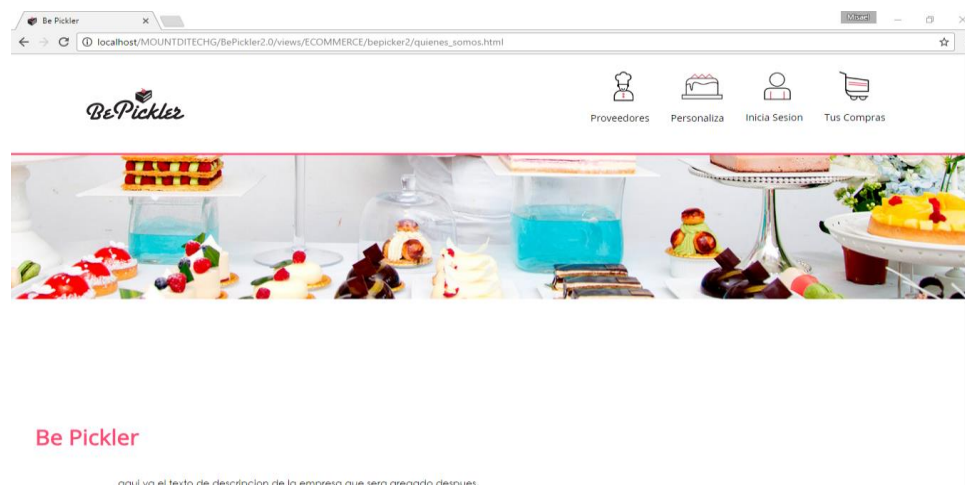 Be Pickler
Misael
localhost/MOUNTDITECHG/BePickler2.0/views/ECOMMERCE/bepicker2/quienes_somos.html
BePickler
Proveedores
Personaliza
Inicia Sesion
Tus Compras
Be Pickler
aqui va el texto de descripcion de la empresa que sera agregado despues